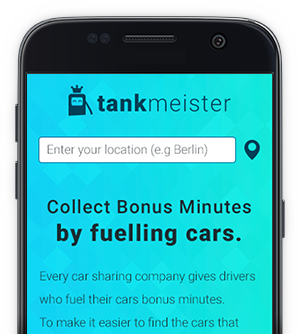 tankmeister
Enter your location (e.g Berlin)
Collect Bonus Minutes
by fuelling cars.
Every car sharing company gives drivers
who fuel their cars bonus minutes.
To make it easier to find the cars that